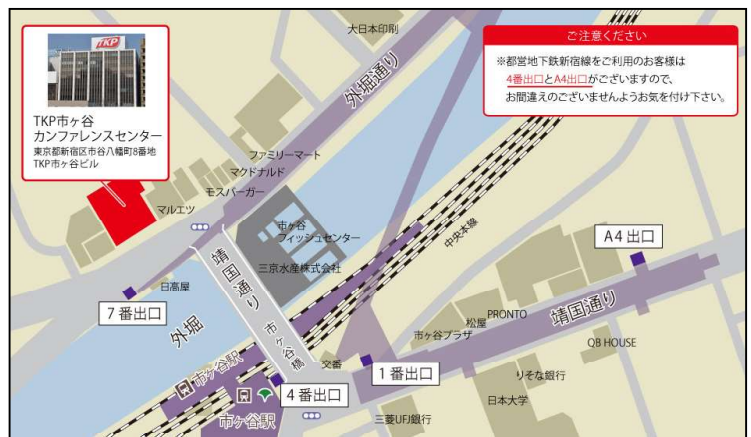 TKP
TKP市ヶ谷
カンファレンスセンター
東京都新宿区市谷八幡町8番地
TKP市ヶ谷ビル
ご注意ください
※都営地下鉄新宿線をご利用のお客様は
4番出口とA4出口がございますので、
お間違えのございませんようお気を付け下さい。
大日本印刷
外堀通り
ファミリーマート
マクドナルド
モスバーガー
マルエツ
市ヶ谷
フィッシュセンター
三京水産株式会社
中央本線
A4出口
日高屋
7番出口
靖国通り
外堀
市ヶ谷橋
靖国通り
PRONTO
松屋
市ヶ谷プラザ
QB HOUSE
交番
1番出口
りそな銀行
日本大学
市ヶ谷駅
4番出口
市ヶ谷駅
三菱UFJ銀行